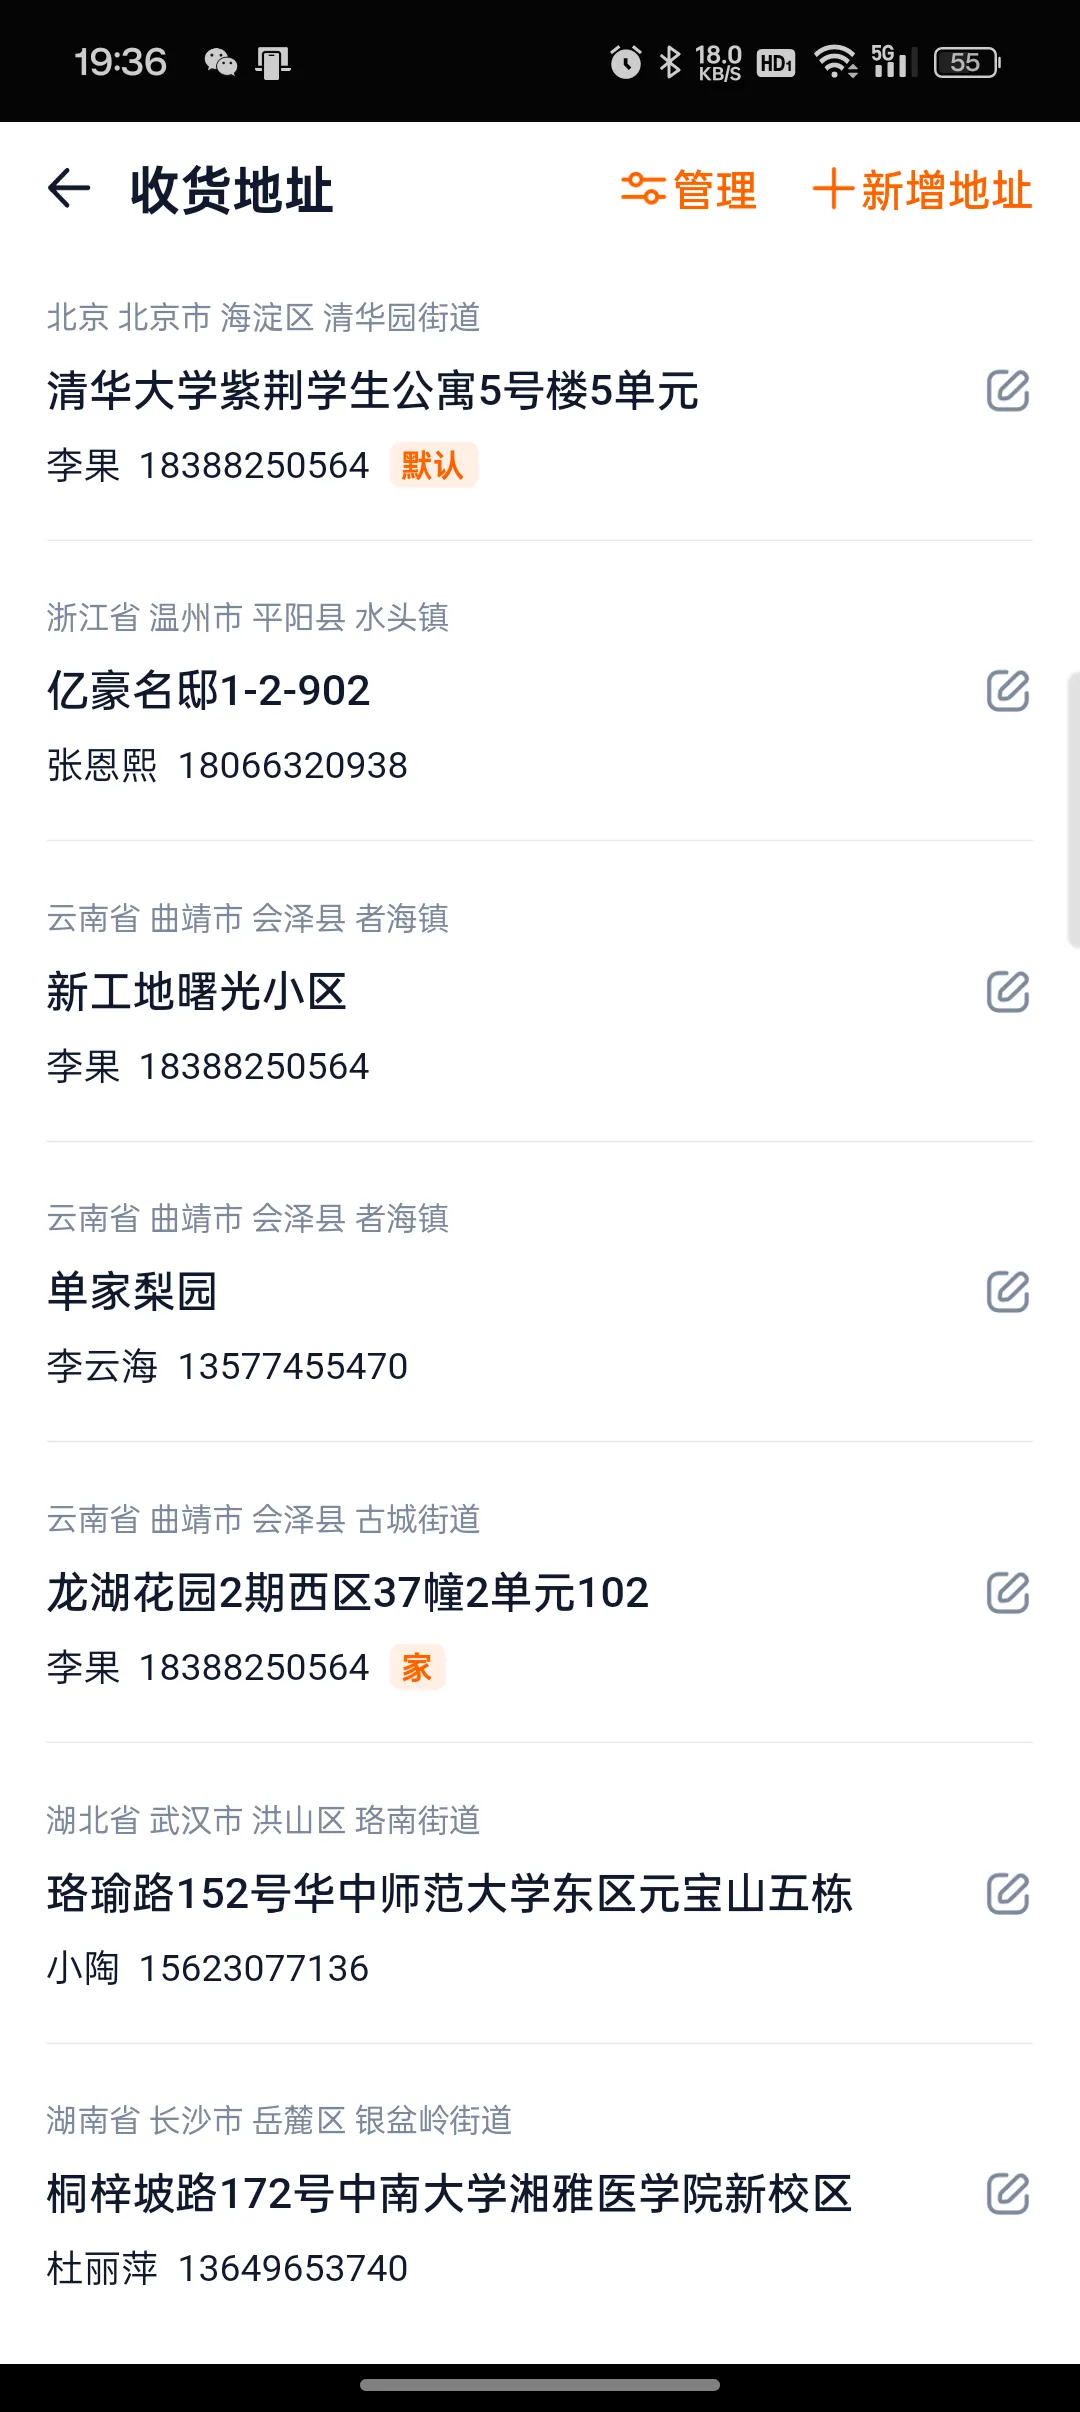 19:36 18.0 KB/S HD1 5G 55
收货地址 管理 新增地址
北京 北京市 海淀区 清华园街道
清华大学紫荆学生公寓5号楼5单元
李果 18388250564 默认
浙江省 温州市 平阳县 水头镇
亿豪名邸1-2-902
张恩熙 18066320938
云南省 曲靖市 会泽县 者海镇
新工地曙光小区
李果 18388250564
云南省 曲靖市 会泽县 者海镇
单家梨园
李云海 13577455470
云南省 曲靖市 会泽县 古城街道
龙湖花园2期西区37幢2单元102
李果 18388250564 家
湖北省 武汉市 洪山区 珞南街道
珞瑜路152号华中师范大学东区元宝山五栋
小陶 15623077136
湖南省 长沙市 岳麓区 银盆岭街道
桐梓坡路172号中南大学湘雅医学院新校区
杜丽萍 13649653740